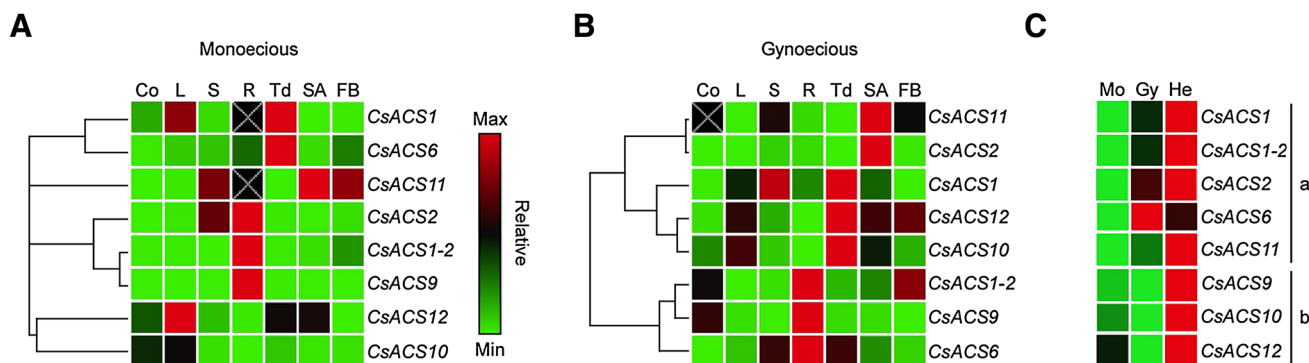 A
Monoecious
Co L S R Td SA FB
CsACS1
CsACS6
CsACS11
CsACS2
CsACS1-2
CsACS9
CsACS12
CsACS10
Max
Relative
Min
B
Gynoecious
Co L S R Td SA FB
CsACS11
CsACS2
CsACS1
CsACS12
CsACS10
CsACS1-2
CsACS9
CsACS6
C
Mo Gy He
CsACS1
CsACS1-2
CsACS2
CsACS6
CsACS11
a
CsACS9
CsACS10
CsACS12
b